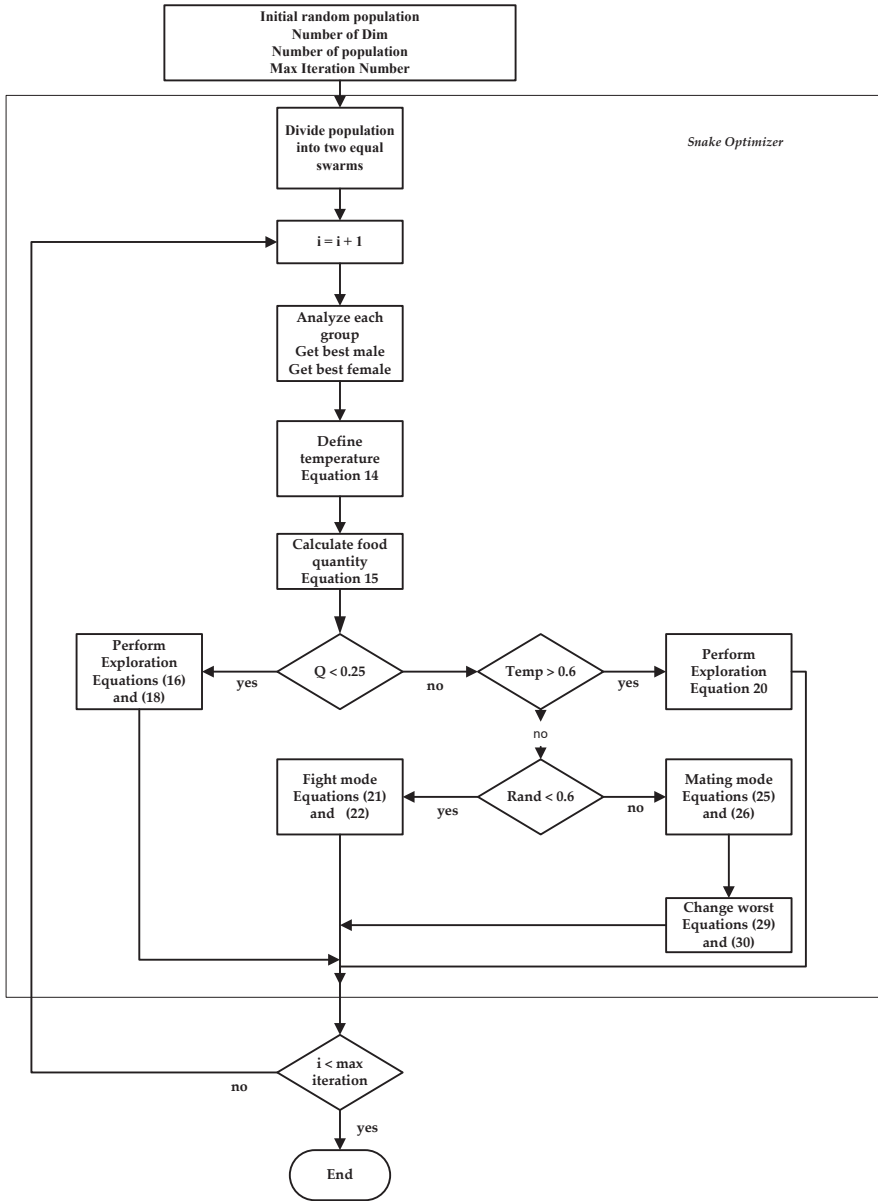 Initial random population
Number of Dim
Number of population
Max Iteration Number
Divide population
into two equal
swarms
Snake Optimizer
i = i + 1
Analyze each
group
Get best male
Get best female
Define
temperature
Equation 14
Calculate food
quantity
Equation 15
Perform
Exploration
Equations (16)
and (18)
yes
Q < 0.25
no
Temp > 0.6
yes
Perform
Exploration
Equation 20
no
Fight mode
Equations (21)
and (22)
yes
Rand < 0.6
no
Mating mode
Equations (25)
and (26)
Change worst
Equations (29)
and (30)
i < max
iteration
no
yes
End